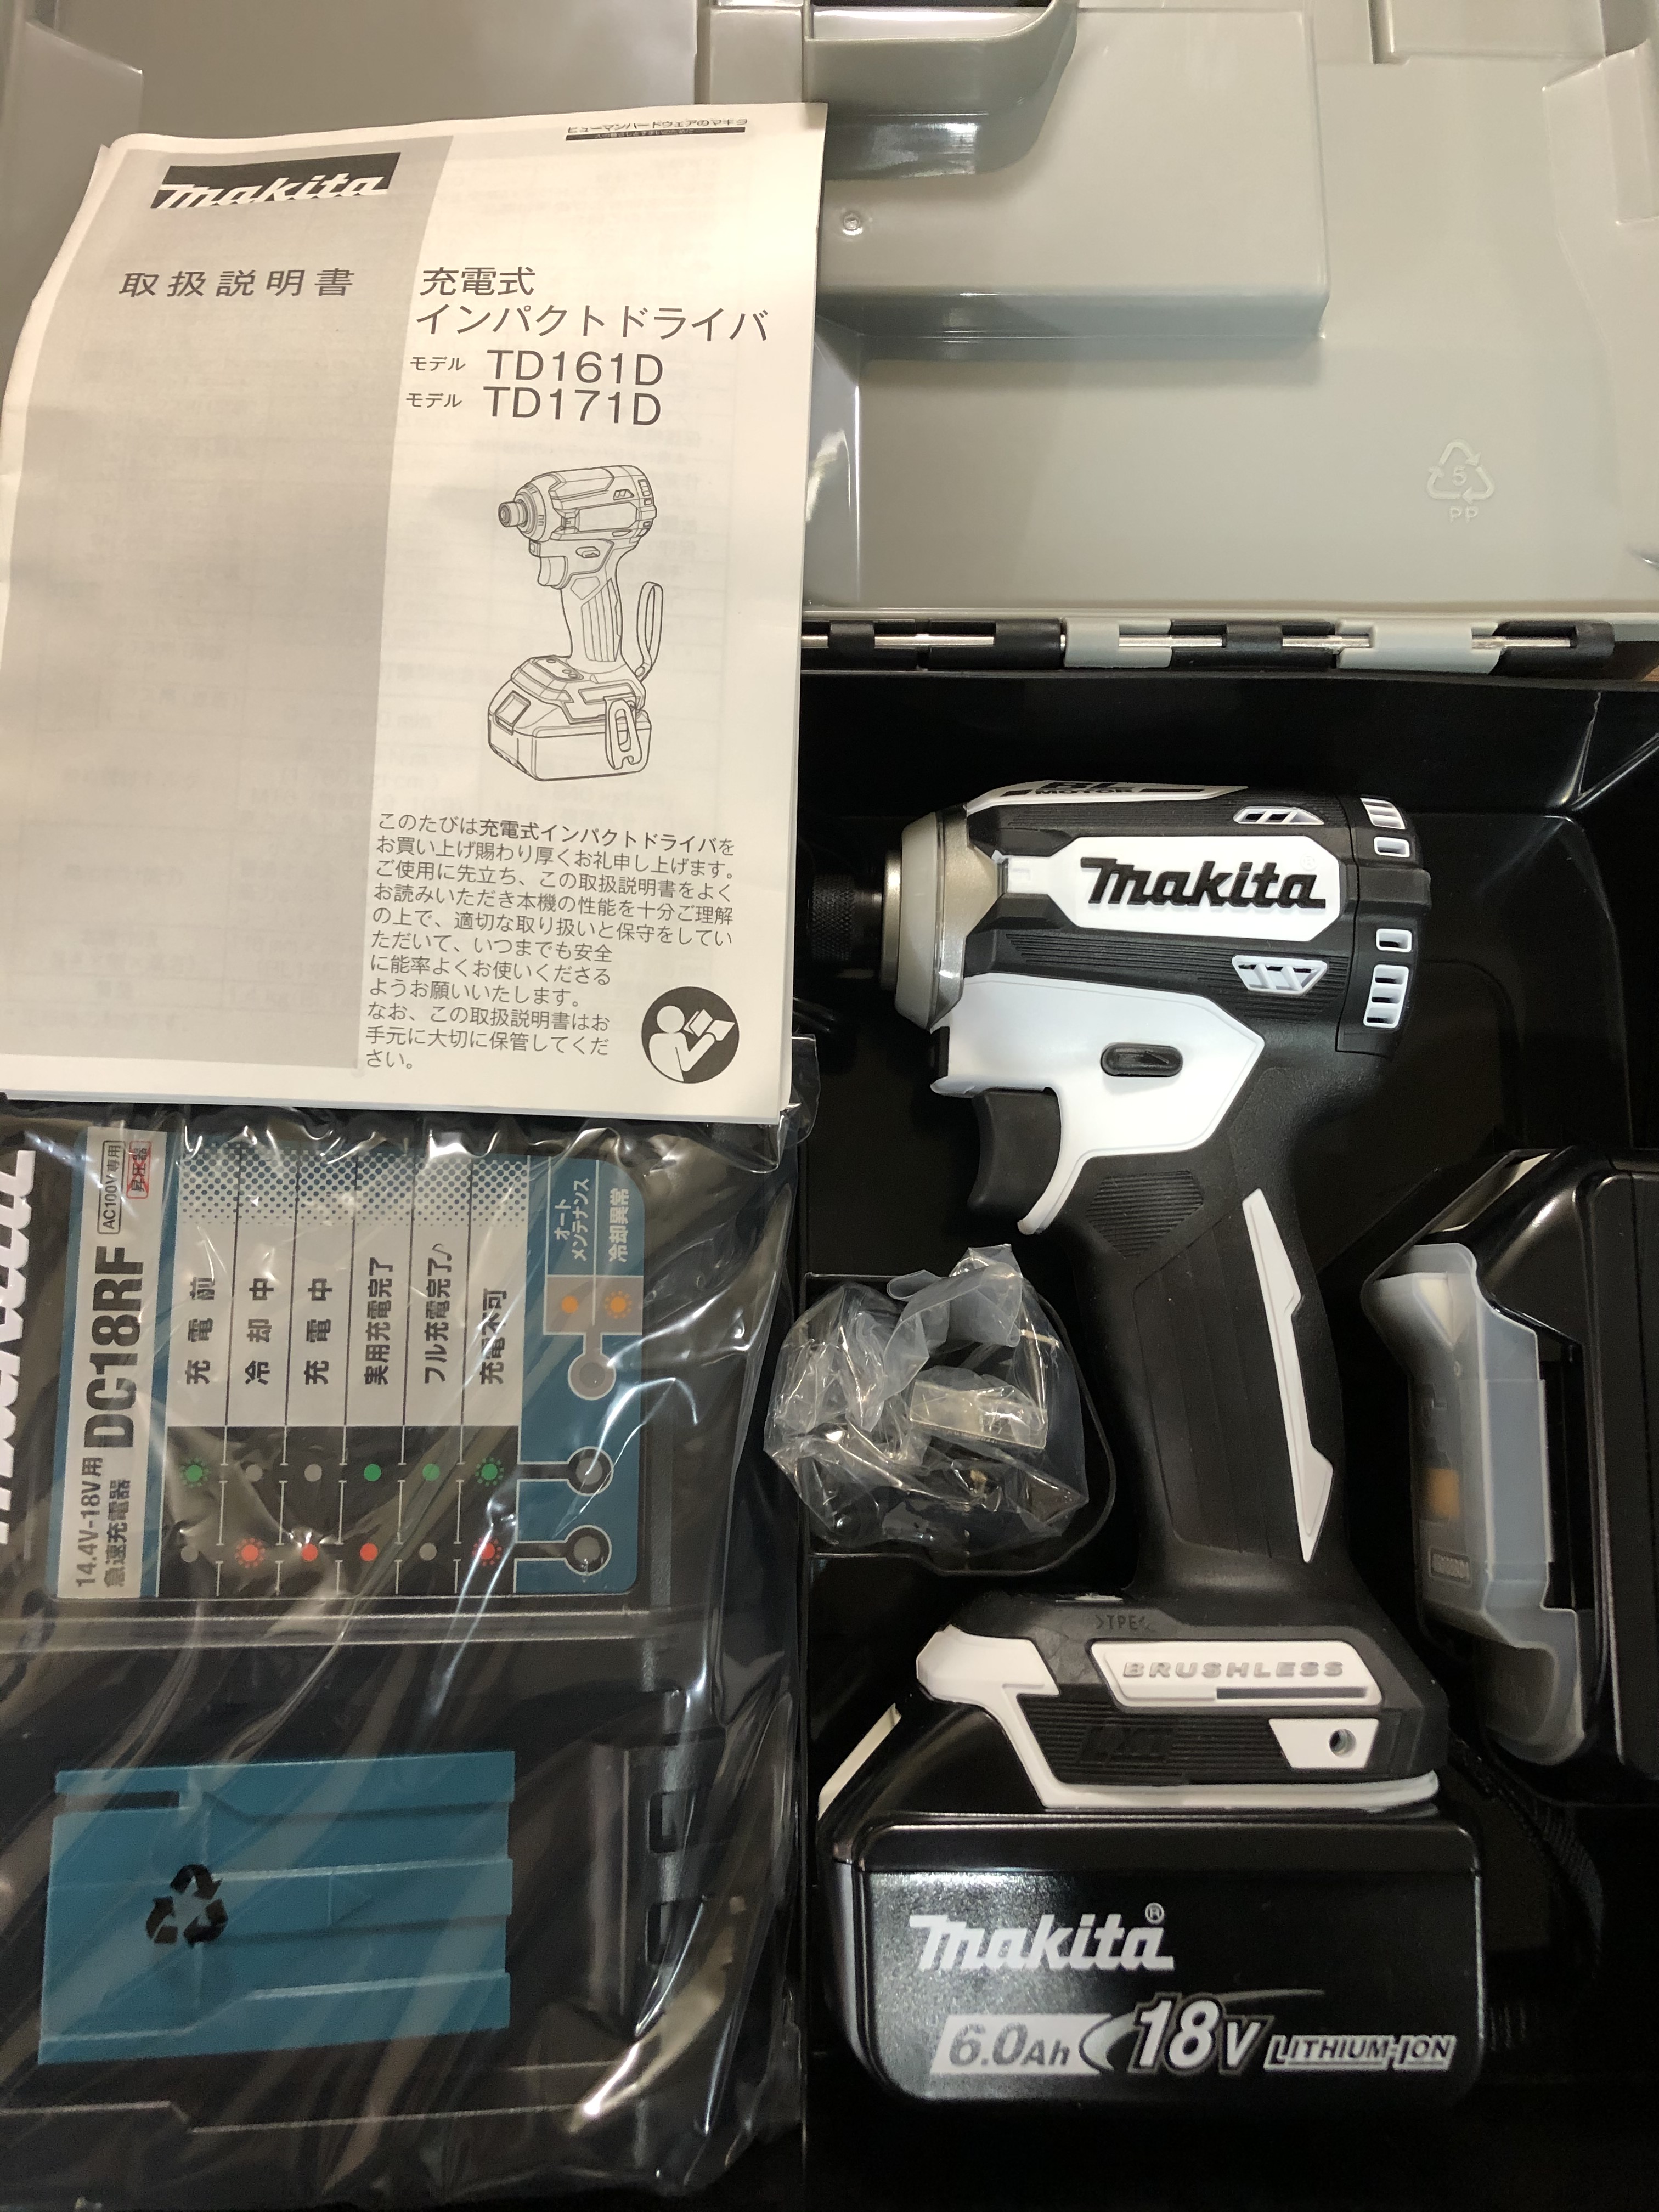 ヒューマンハードウェアのマキタ
makita
取扱説明書
充電式
インパクトドライバ
モデル TD161D
モデル TD171D
このたびは充電式インパクトドライバを
お買い上げ賜わり厚くお礼申し上げます。
ご使用に先立ち、この取扱説明書をよく
お読みいただき本機の性能を十分ご理解
の上で、適切な取り扱いと保守をしてい
ただいて、いつまでも安全
に能率よくお使いくださる
ようお願いいたします。
なお、この取扱説明書はお
手元に大切に保管してくだ
さい。
5
PP
MOTOR
makita
>TPE<
BRUSHLESS
LXT
makita®
6.0Ah 18V LITHIUM-ION
makita
14.4V-18V用
急速充電器
DC18RF
AC100V専用
昇圧器
充電前
冷却中
充電中
実用充電完了
フル充電完了♪
充電不可
オート
メンテナンス
冷却異常